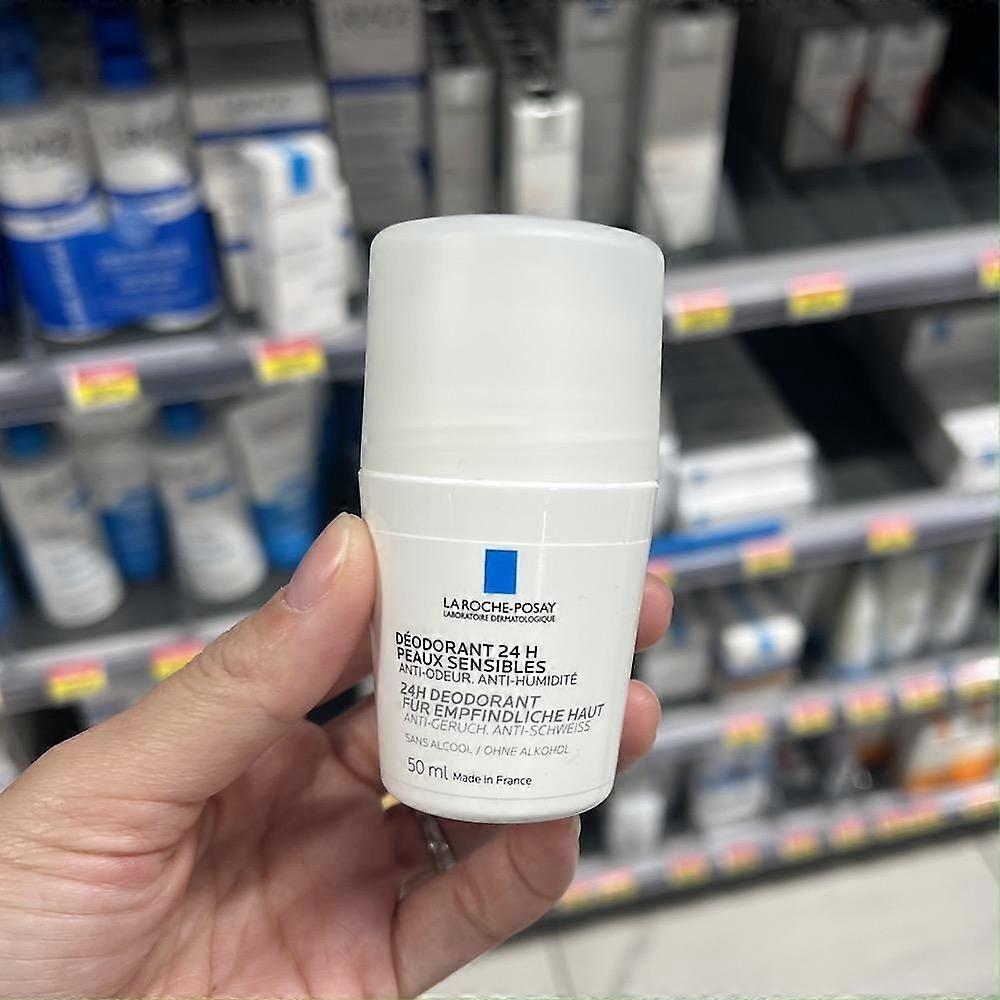 LA ROCHE-POSAY
LABORATOIRE DERMATOLOGIQUE
DÉODORANT 24 H
PEAUX SENSIBLES
ANTI-ODEUR. ANTI-HUMIDITÉ
24H DEODORANT
FÜR EMPFINDLICHE HAUT
ANTI-GERUCH. ANTI-SCHWEISS
SANS ALCOOL / OHNE ALKOHOL
50 ml Made in France